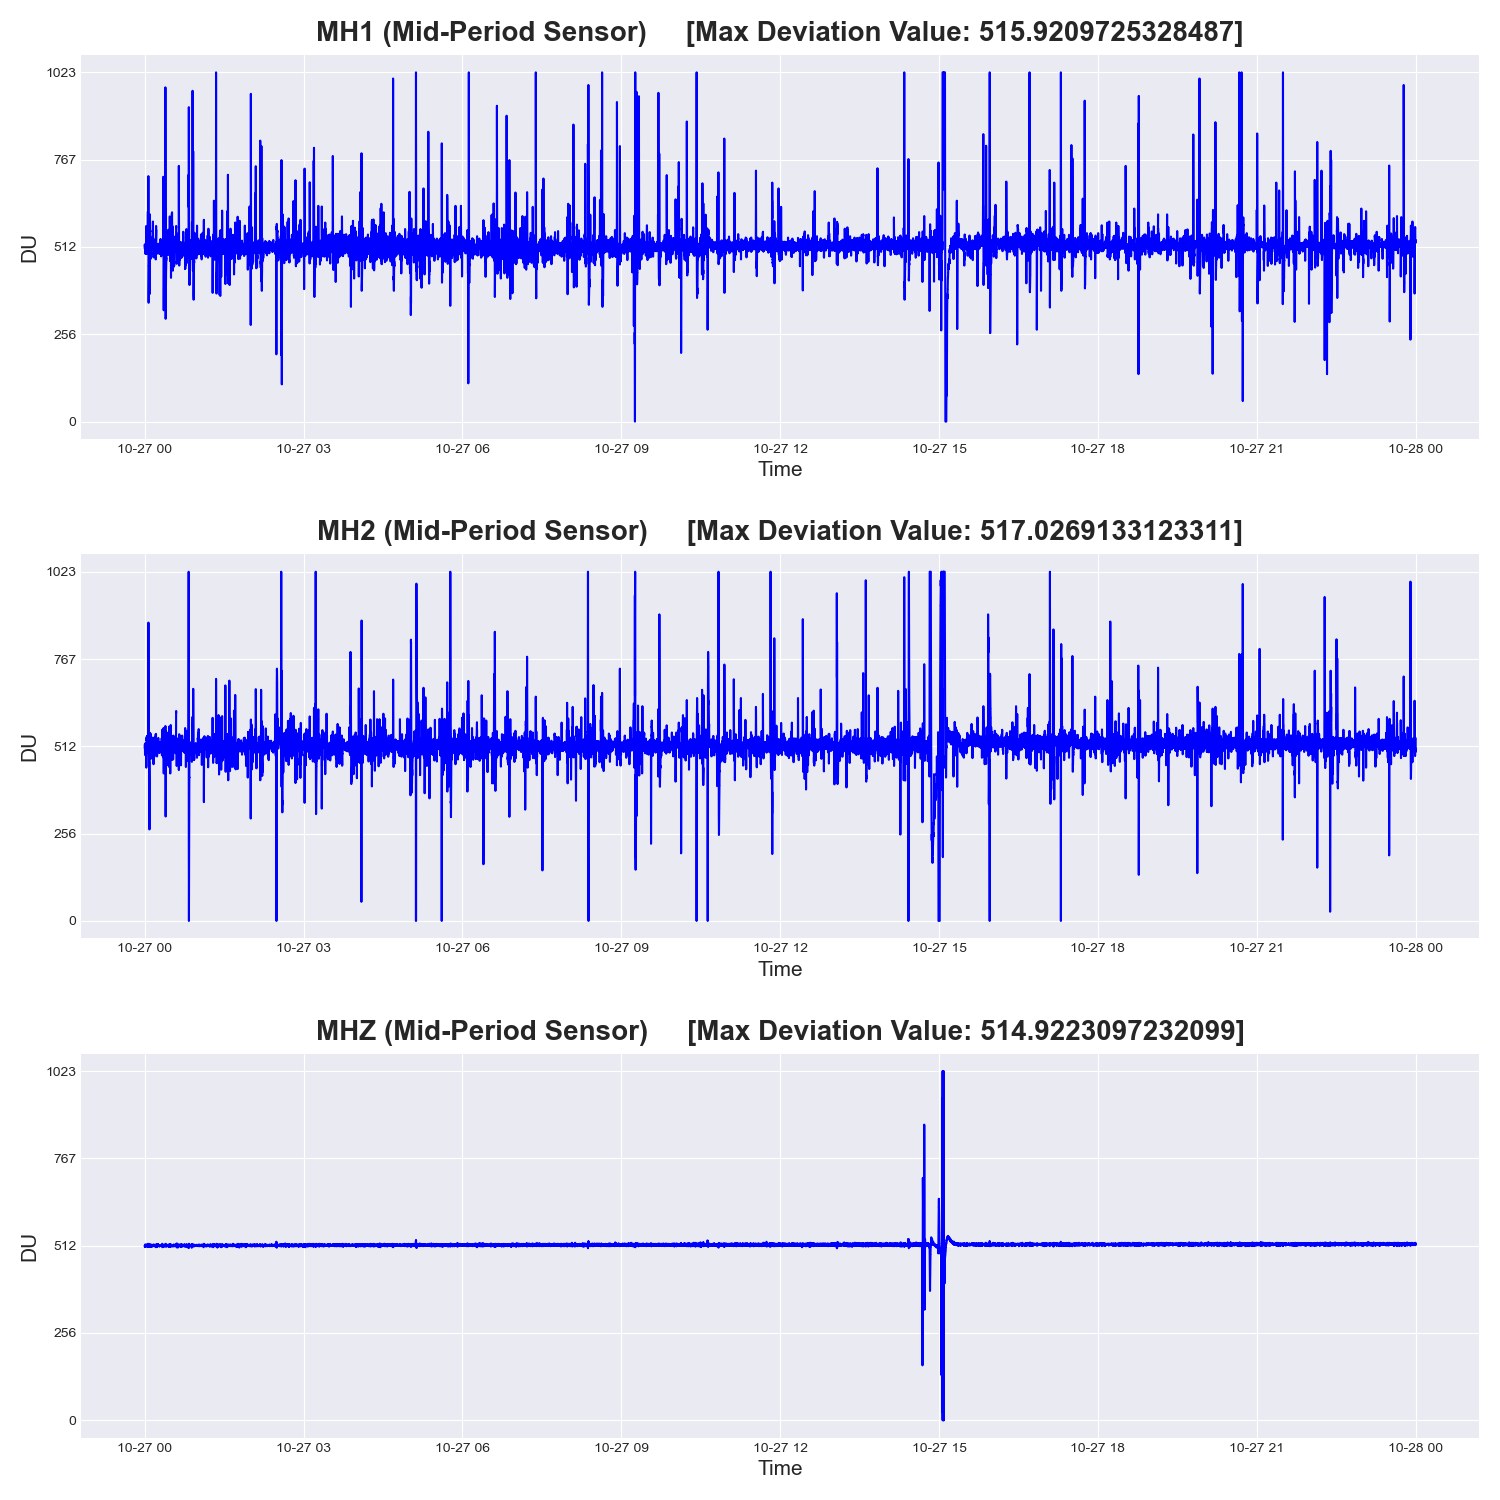 MH1 (Mid-Period Sensor) [Max Deviation Value: 515.9209725328487]
1023
767
512
256
0
DU
10-27 00 10-27 03 10-27 06 10-27 09 10-27 12 10-27 15 10-27 18 10-27 21 10-28 00
Time
MH2 (Mid-Period Sensor) [Max Deviation Value: 517.0269133123311]
1023
767
512
256
0
DU
10-27 00 10-27 03 10-27 06 10-27 09 10-27 12 10-27 15 10-27 18 10-27 21 10-28 00
Time
MHZ (Mid-Period Sensor) [Max Deviation Value: 514.9223097232099]
1023
767
512
256
0
DU
10-27 00 10-27 03 10-27 06 10-27 09 10-27 12 10-27 15 10-27 18 10-27 21 10-28 00
Time